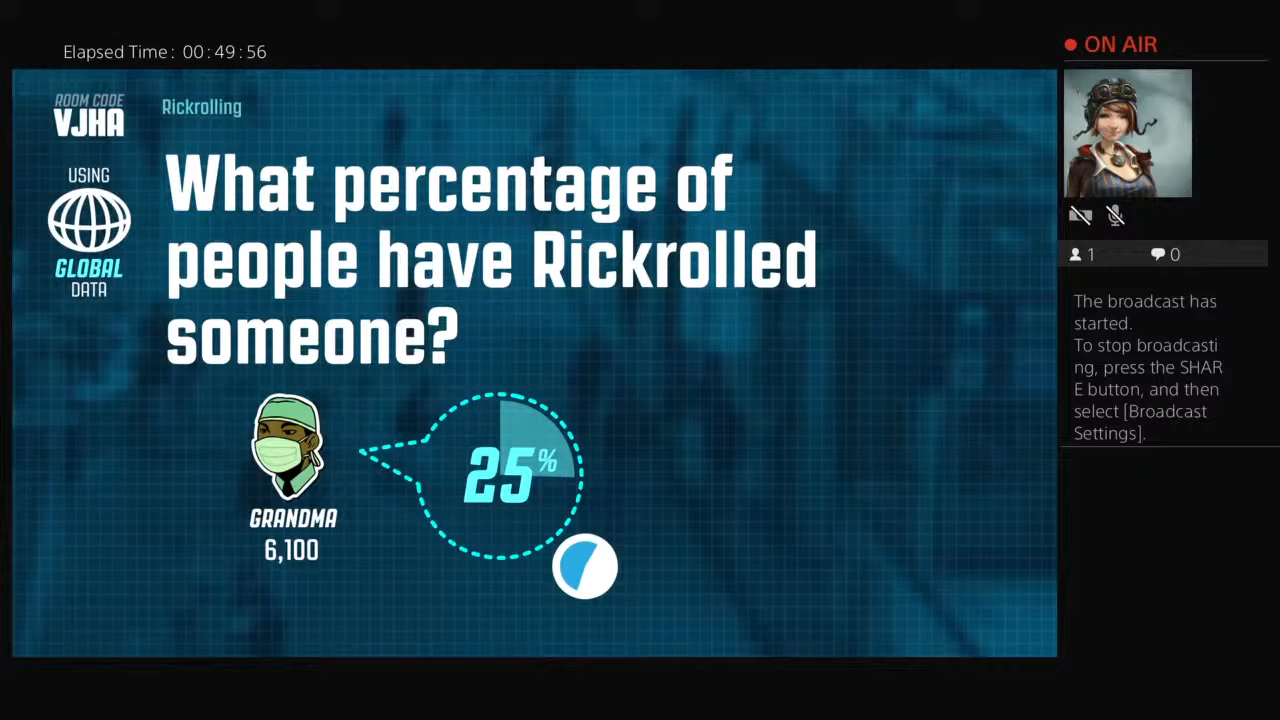 Elapsed Time: 00:49:56
ON AIR
ROOM CODE
VJHA
Rickrolling
USING
GLOBAL
DATA
What percentage of
people have Rickrolled
someone?
25%
GRANDMA
6,100
1
0
The broadcast has
started.
To stop broadcasti
ng, press the SHAR
E button, and then
select [Broadcast
Settings].